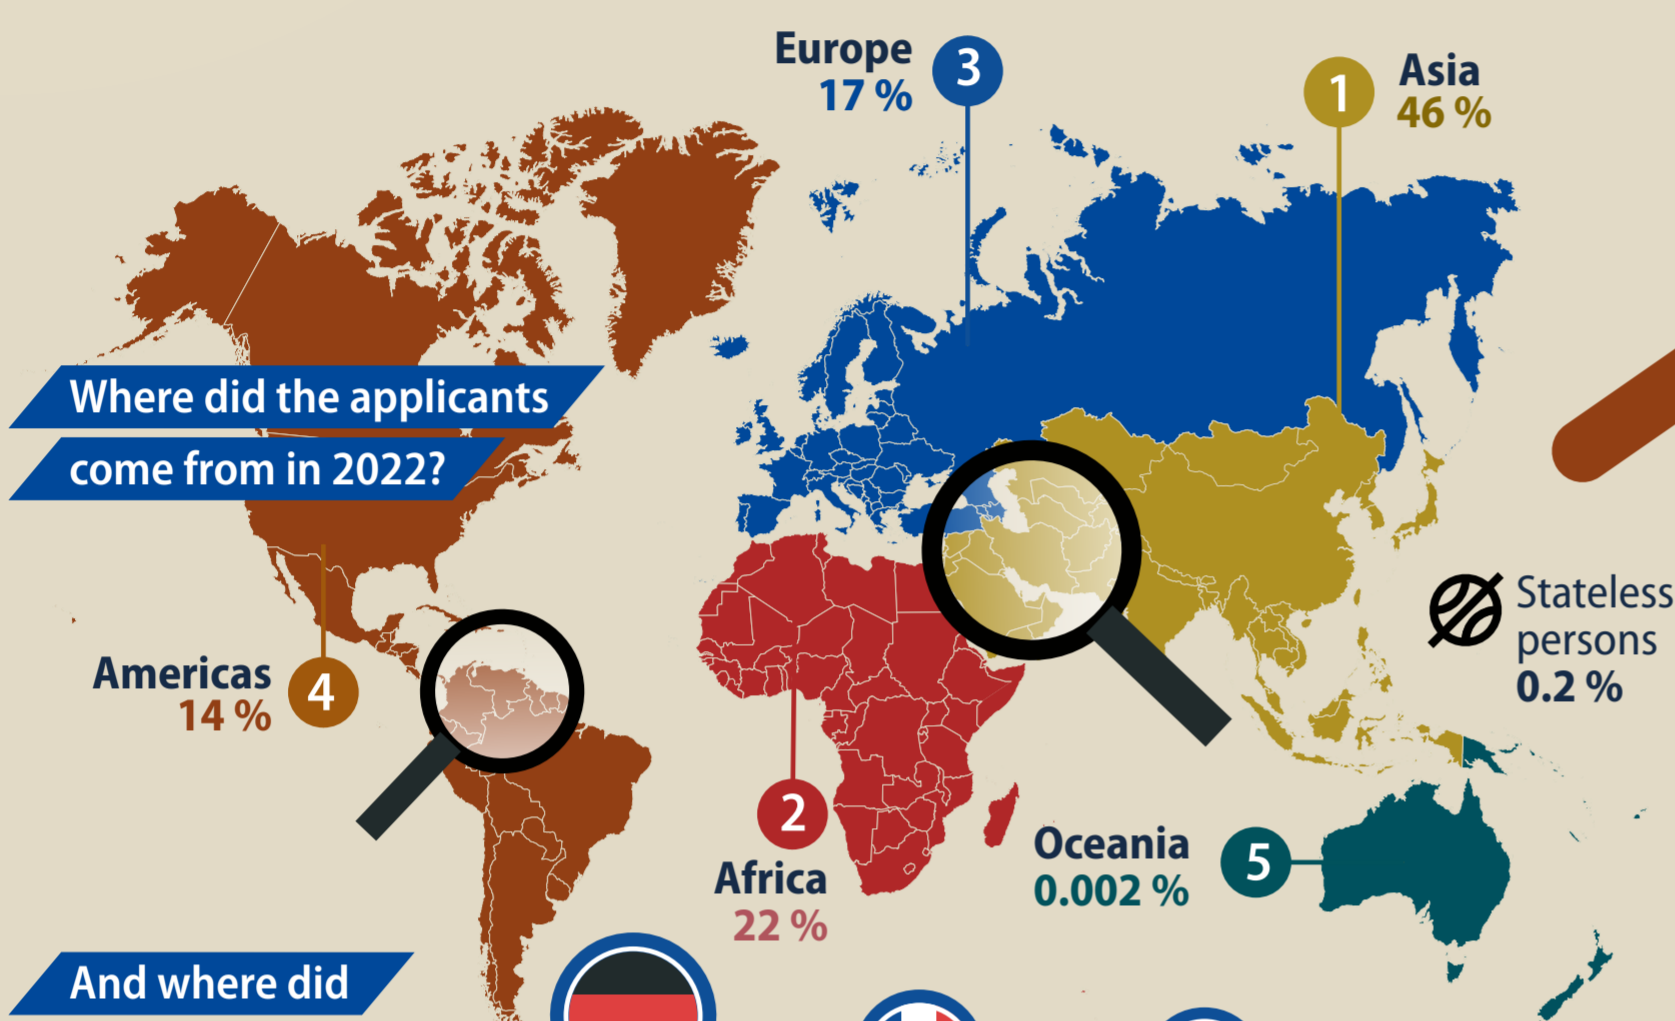 Europe
17 %
3
1
Asia
46 %
Where did the applicants
come from in 2022?
Stateless
persons
0.2 %
Americas
14 %
4
2
Africa
22 %
Oceania
0.002 %
5
And where did